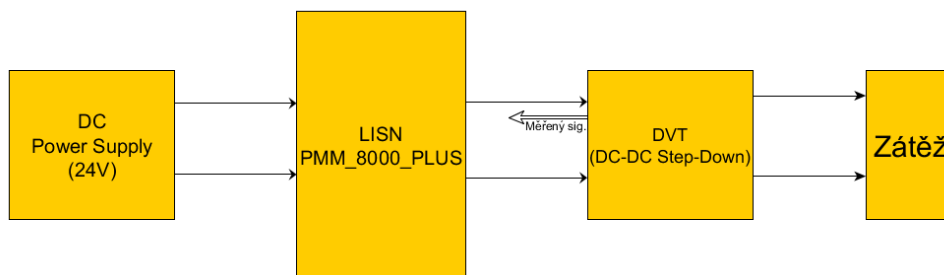 DC
Power Supply
(24V)
LISN
PMM_8000_PLUS
Měřený sig.
DVT
(DC-DC Step-Down)
Zátěž